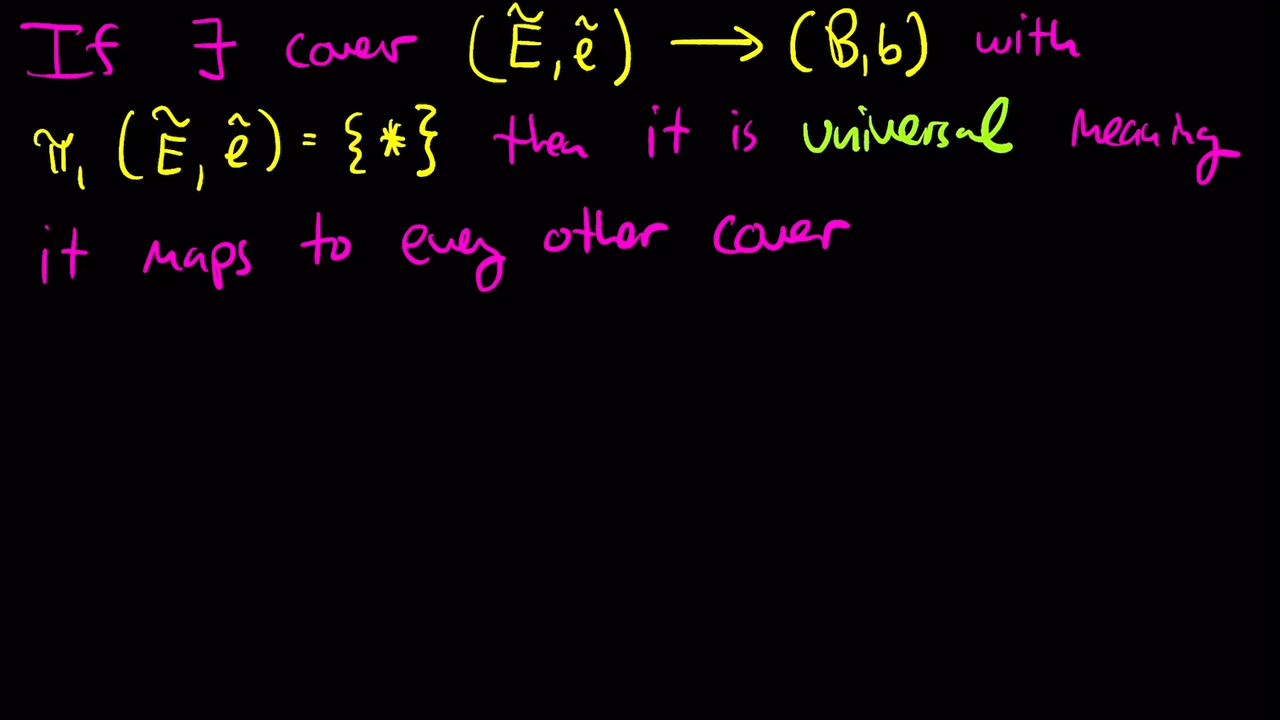 If ∃ cover (Ẽ, ẽ) ⟶ (B, b) with
π₁ (Ẽ, ê) = {*} then it is universal meaning
it maps to every other cover